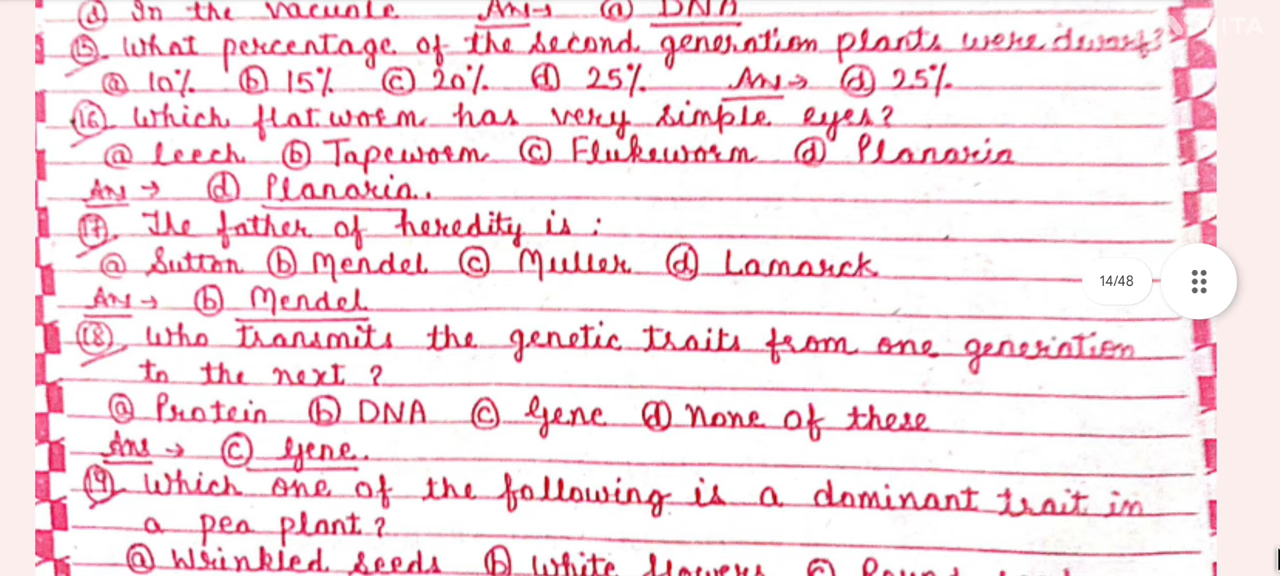 (d) In the vacuole Ans→ (a) DNA
(15) What percentage of the second generation plants were dwarf?
(a) 10% (b) 15% (c) 20% (d) 25% Ans→ (d) 25%
(16) Which flatworm has very simple eyes?
(a) Leech (b) Tapeworm (c) Flukeworm (d) Planaria
Ans → (d) Planaria.
(17) The father of heredity is :
(a) Sutton (b) Mendel (c) Muller (d) Lamarck
Ans → (b) Mendel
14/48
(18) Who transmits the genetic traits from one generation
to the next ?
(a) Protein (b) DNA (c) Gene (d) None of these
Ans → (c) Gene.
(19) Which one of the following is a dominant trait in
a pea plant ?
(a) Wrinkled seeds (b) White flowers (c) Round